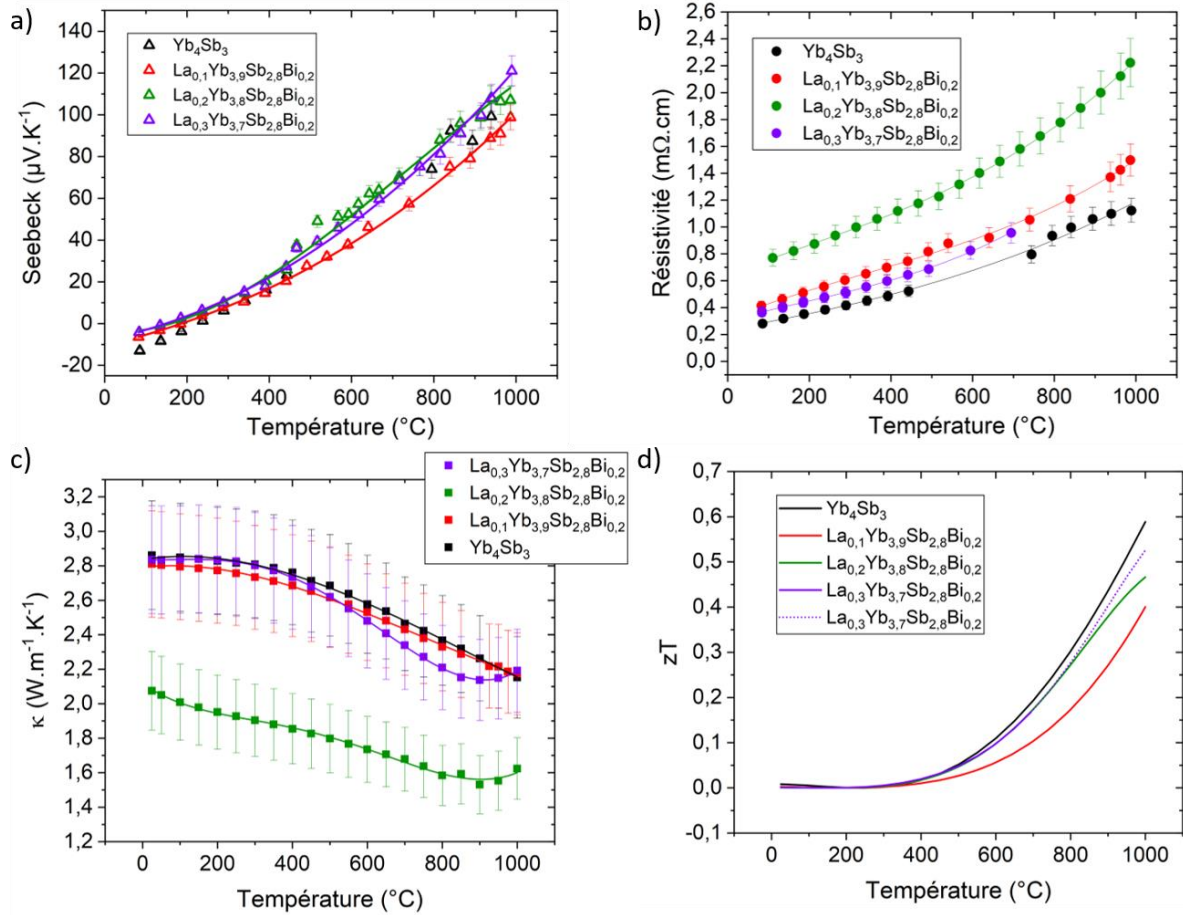 a)
Seebeck (µV.K⁻¹)
140
120
100
80
60
40
20
0
-20
Yb₄Sb₃
La₀,₁Yb₃,₉Sb₂,₈Bi₀,₂
La₀,₂Yb₃,₈Sb₂,₈Bi₀,₂
La₀,₃Yb₃,₇Sb₂,₈Bi₀,₂
0 200 400 600 800 1000
Température (°C)
b)
Résistivité (mΩ.cm)
2,6
2,4
2,2
2,0
1,8
1,6
1,4
1,2
1,0
0,8
0,6
0,4
0,2
0,0
Yb₄Sb₃
La₀,₁Yb₃,₉Sb₂,₈Bi₀,₂
La₀,₂Yb₃,₈Sb₂,₈Bi₀,₂
La₀,₃Yb₃,₇Sb₂,₈Bi₀,₂
0 200 400 600 800 1000
Température (°C)
c)
κ (W.m⁻¹.K⁻¹)
3,2
3,0
2,8
2,6
2,4
2,2
2,0
1,8
1,6
1,4
1,2
La₀,₃Yb₃,₇Sb₂,₈Bi₀,₂
La₀,₂Yb₃,₈Sb₂,₈Bi₀,₂
La₀,₁Yb₃,₉Sb₂,₈Bi₀,₂
Yb₄Sb₃
0 200 400 600 800 1000
Température (°C)
d)
zT
0,7
0,6
0,5
0,4
0,3
0,2
0,1
0,0
-0,1
Yb₄Sb₃
La₀,₁Yb₃,₉Sb₂,₈Bi₀,₂
La₀,₂Yb₃,₈Sb₂,₈Bi₀,₂
La₀,₃Yb₃,₇Sb₂,₈Bi₀,₂
La₀,₃Yb₃,₇Sb₂,₈Bi₀,₂
0 200 400 600 800 1000
Température (°C)